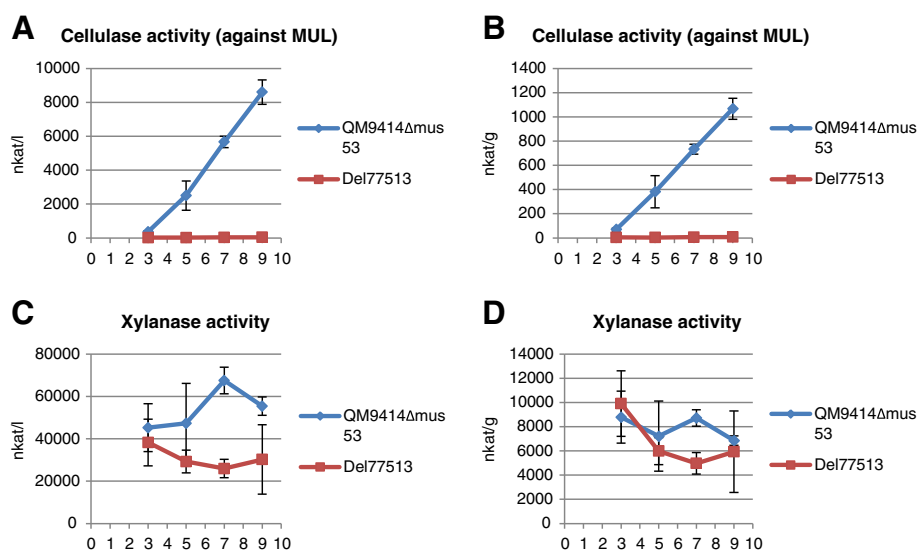 A
Cellulase activity (against MUL)
10000
8000
6000
4000
2000
0
nkat/l
0 1 2 3 4 5 6 7 8 9 10
QM9414Δmus
53
Del77513
B
Cellulase activity (against MUL)
1400
1200
1000
800
600
400
200
0
nkat/g
0 1 2 3 4 5 6 7 8 9 10
QM9414Δmus
53
Del77513
C
Xylanase activity
80000
60000
40000
20000
0
nkat/l
0 1 2 3 4 5 6 7 8 9 10
QM9414Δmus
53
Del77513
D
Xylanase activity
14000
12000
10000
8000
6000
4000
2000
0
nkat/g
0 1 2 3 4 5 6 7 8 9 10
QM9414Δmus
53
Del77513